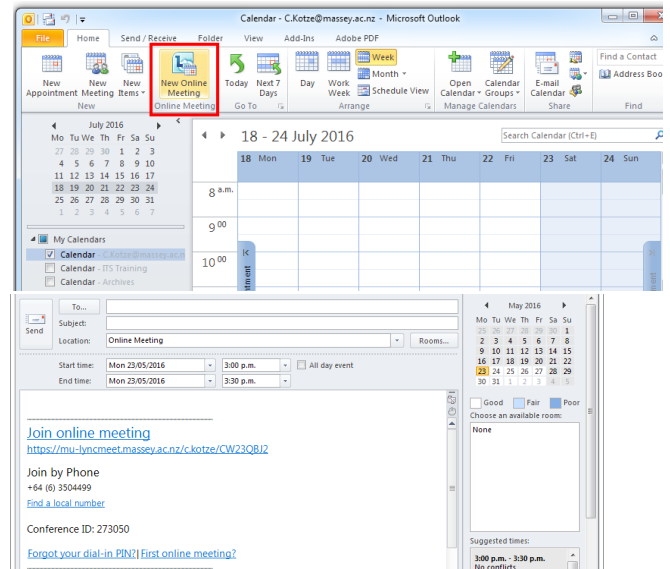 Calendar - C.Kotze@massey.ac.nz - Microsoft Outlook
File Home Send / Receive Folder View Add-Ins Adobe PDF
New Appointment New Meeting New Items New Online Meeting Today Next 7 Days Day Work Week Week Month Schedule View Open Calendar Calendar Groups E-mail Calendar Find a Contact Address Boo
New Online Meeting Go To Arrange Manage Calendars Share Find
July 2016
Mo Tu We Th Fr Sa Su
27 28 29 30 1 2 3
4 5 6 7 8 9 10
11 12 13 14 15 16 17
18 19 20 21 22 23 24
25 26 27 28 29 30 31
1 2 3 4 5 6 7
My Calendars
Calendar - C.Kotze@massey.ac.n
Calendar - ITS Training
Calendar - Archives
18 - 24 July 2016
Search Calendar (Ctrl+E)
18 Mon 19 Tue 20 Wed 21 Thu 22 Fri 23 Sat 24 Sun
8 a.m.
9 00
10 00
ntment
Send
To...
Subject:
Location: Online Meeting Rooms...
Start time: Mon 23/05/2016 3:00 p.m. All day event
End time: Mon 23/05/2016 3:30 p.m.
Join online meeting
https://mu-lyncmeet.massey.ac.nz/c.kotze/CW23QBJ2
Join by Phone
+64 (6) 3504499
Find a local number
Conference ID: 273050
Forgot your dial-in PIN?| First online meeting?
May 2016
Mo Tu We Th Fr Sa Su
25 26 27 28 29 30 1
2 3 4 5 6 7 8
9 10 11 12 13 14 15
16 17 18 19 20 21 22
23 24 25 26 27 28 29
30 31 1 2 3 4 5
Good Fair Poor
Choose an available room:
None
Suggested times:
3:00 p.m. - 3:30 p.m.
No conflicts